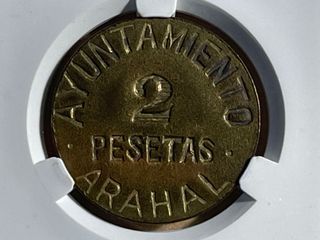 AYUNTAMIENTO
2
· PESETAS ·
ARAHAL